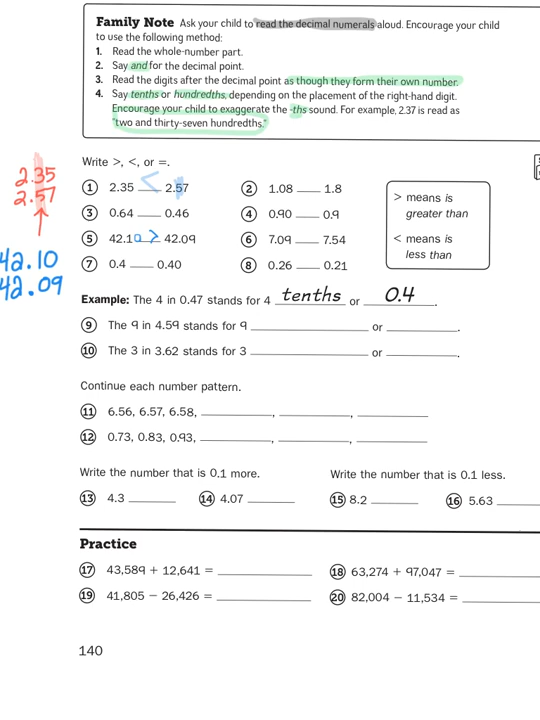 Family Note Ask your child to read the decimal numerals aloud. Encourage your child
to use the following method:
1. Read the whole-number part.
2. Say and for the decimal point.
3. Read the digits after the decimal point as though they form their own number.
4. Say tenths or hundredths, depending on the placement of the right-hand digit.
Encourage your child to exaggerate the -ths sound. For example, 2.37 is read as
"two and thirty-seven hundredths."
Write >, <, or =.
2.35
2.57
1 2.35 < 2.57 2 1.08 ____ 1.8
> means is
greater than
3 0.64 ____ 0.46 4 0.90 ____ 0.9
5 42.10 > 42.09 6 7.09 ____ 7.54
< means is
less than
42.10
42.09
7 0.4 ____ 0.40 8 0.26 ____ 0.21
Example: The 4 in 0.47 stands for 4 tenths or 0.4.
9 The 9 in 4.59 stands for 9 ____ or ____.
10 The 3 in 3.62 stands for 3 ____ or ____.
Continue each number pattern.
11 6.56, 6.57, 6.58, ____, ____, ____
12 0.73, 0.83, 0.93, ____, ____, ____
Write the number that is 0.1 more. Write the number that is 0.1 less.
13 4.3 ____ 14 4.07 ____ 15 8.2 ____ 16 5.63 ____
Practice
17 43,589 + 12,641 = ____ 18 63,274 + 97,047 = ____
19 41,805 − 26,426 = ____ 20 82,004 − 11,534 = ____
140